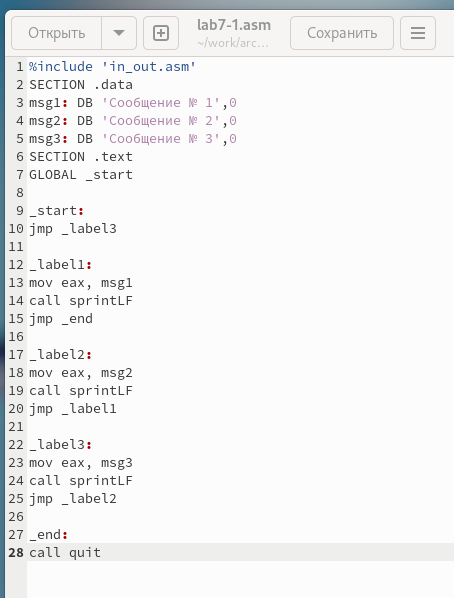 Открыть
lab7-1.asm
~/work/arc...
Сохранить
1 %include 'in_out.asm'
2 SECTION .data
3 msg1: DB 'Сообщение № 1',0
4 msg2: DB 'Сообщение № 2',0
5 msg3: DB 'Сообщение № 3',0
6 SECTION .text
7 GLOBAL _start
8
9 _start:
10 jmp _label3
11
12 _label1:
13 mov eax, msg1
14 call sprintLF
15 jmp _end
16
17 _label2:
18 mov eax, msg2
19 call sprintLF
20 jmp _label1
21
22 _label3:
23 mov eax, msg3
24 call sprintLF
25 jmp _label2
26
27 _end:
28 call quit